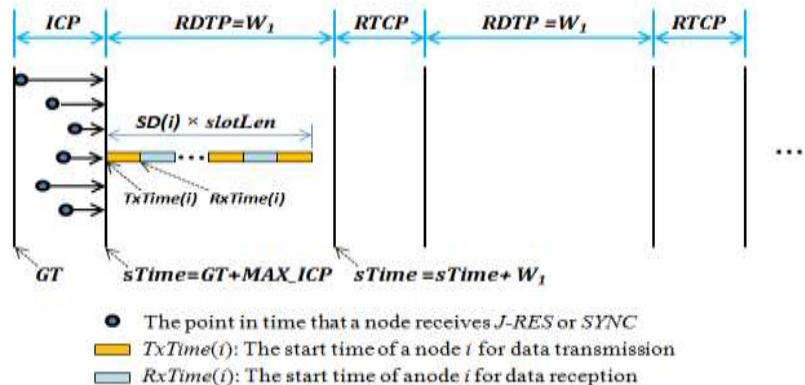 ICP RDTP=W₁ RTCP RDTP =W₁ RTCP
SD(i) × slotLen
...
TxTime(i) RxTime(i)
...
GT sTime=GT+MAX_ICP sTime =sTime+ W₁
The point in time that a node receives J-RES or SYNC
TxTime(i): The start time of a node i for data transmission
RxTime(i): The start time of anode i for data reception